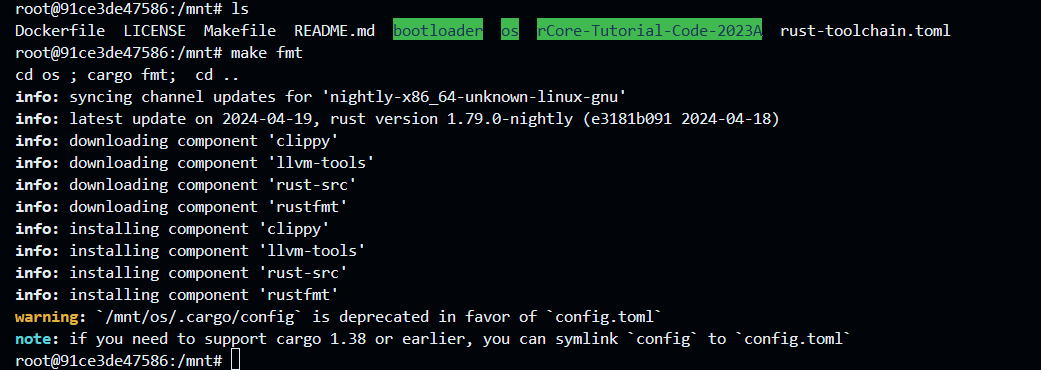 root@91ce3de47586:/mnt# ls
Dockerfile  LICENSE  Makefile  README.md  bootloader  os  rCore-Tutorial-Code-2023A  rust-toolchain.toml
root@91ce3de47586:/mnt# make fmt
cd os ; cargo fmt;  cd ..
info: syncing channel updates for 'nightly-x86_64-unknown-linux-gnu'
info: latest update on 2024-04-19, rust version 1.79.0-nightly (e3181b091 2024-04-18)
info: downloading component 'clippy'
info: downloading component 'llvm-tools'
info: downloading component 'rust-src'
info: downloading component 'rustfmt'
info: installing component 'clippy'
info: installing component 'llvm-tools'
info: installing component 'rust-src'
info: installing component 'rustfmt'
warning: `/mnt/os/.cargo/config` is deprecated in favor of `config.toml`
note: if you need to support cargo 1.38 or earlier, you can symlink `config` to `config.toml`
root@91ce3de47586:/mnt#